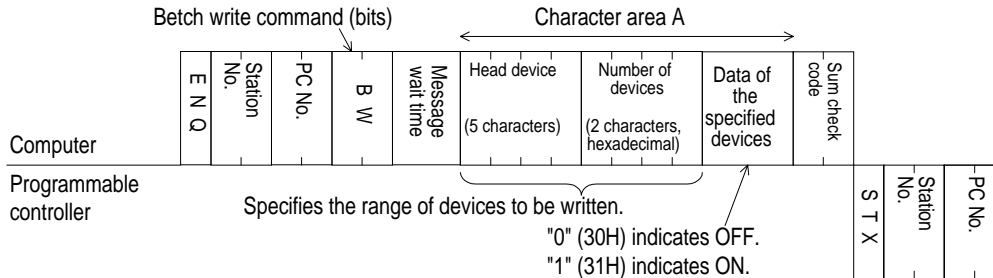 Betch write command (bits)
Character area A
E N Q
Station No.
PC No.
B W
Message wait time
Head device
(5 characters)
Number of
devices
(2 characters,
hexadecimal)
Data of
the
specified
devices
Sum check
code
Computer
Programmable
controller
Specifies the range of devices to be written.
"0" (30H) indicates OFF.
"1" (31H) indicates ON.
S T X
Station No.
PC No.